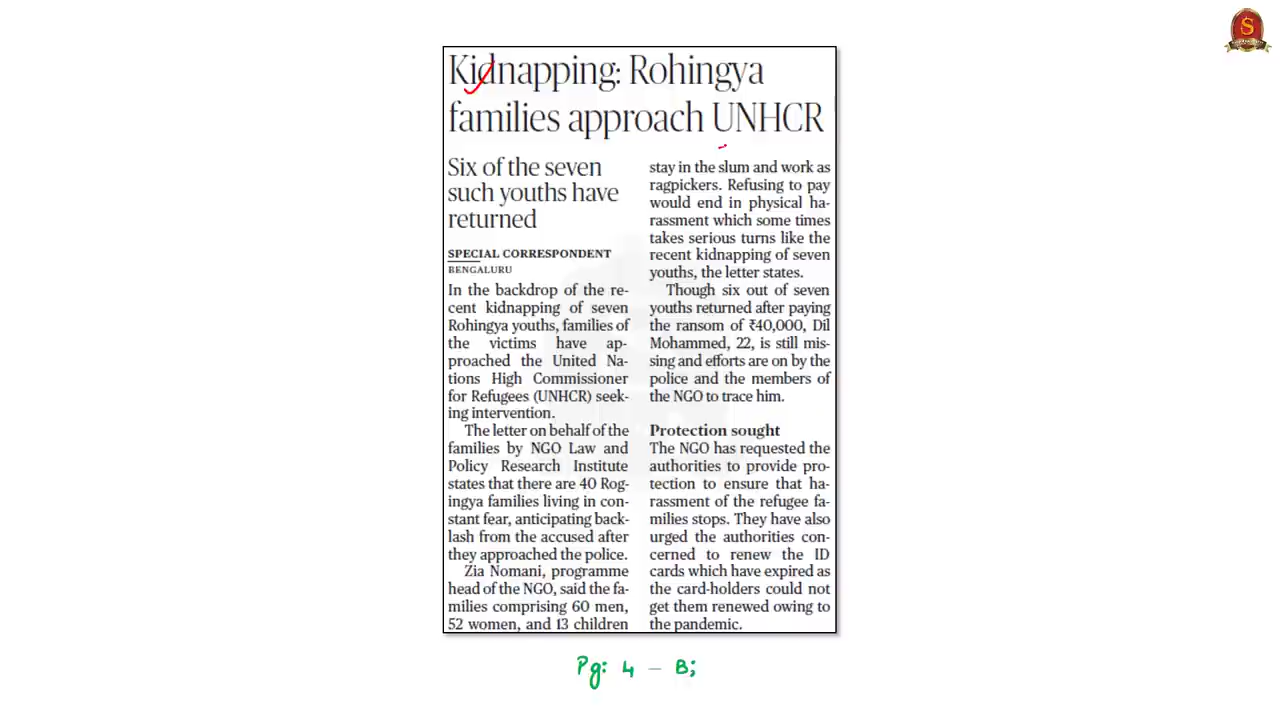 Kidnapping: Rohingya
families approach UNHCR
Six of the seven
such youths have
returned
SPECIAL CORRESPONDENT
BENGALURU
In the backdrop of the re-
cent kidnapping of seven
Rohingya youths, families of
the victims have ap-
proached the United Na-
tions High Commissioner
for Refugees (UNHCR) seek-
ing intervention.
The letter on behalf of the
families by NGO Law and
Policy Research Institute
states that there are 40 Rog-
ingya families living in con-
stant fear, anticipating back-
lash from the accused after
they approached the police.
Zia Nomani, programme
head of the NGO, said the fa-
milies comprising 60 men,
52 women, and 13 children
stay in the slum and work as
ragpickers. Refusing to pay
would end in physical ha-
rassment which some times
takes serious turns like the
recent kidnapping of seven
youths, the letter states.
Though six out of seven
youths returned after paying
the ransom of ₹40,000, Dil
Mohammed, 22, is still mis-
sing and efforts are on by the
police and the members of
the NGO to trace him.
Protection sought
The NGO has requested the
authorities to provide pro-
tection to ensure that ha-
rassment of the refugee fa-
milies stops. They have also
urged the authorities con-
cerned to renew the ID
cards which have expired as
the card-holders could not
get them renewed owing to
the pandemic.
Pg: 4 – B;